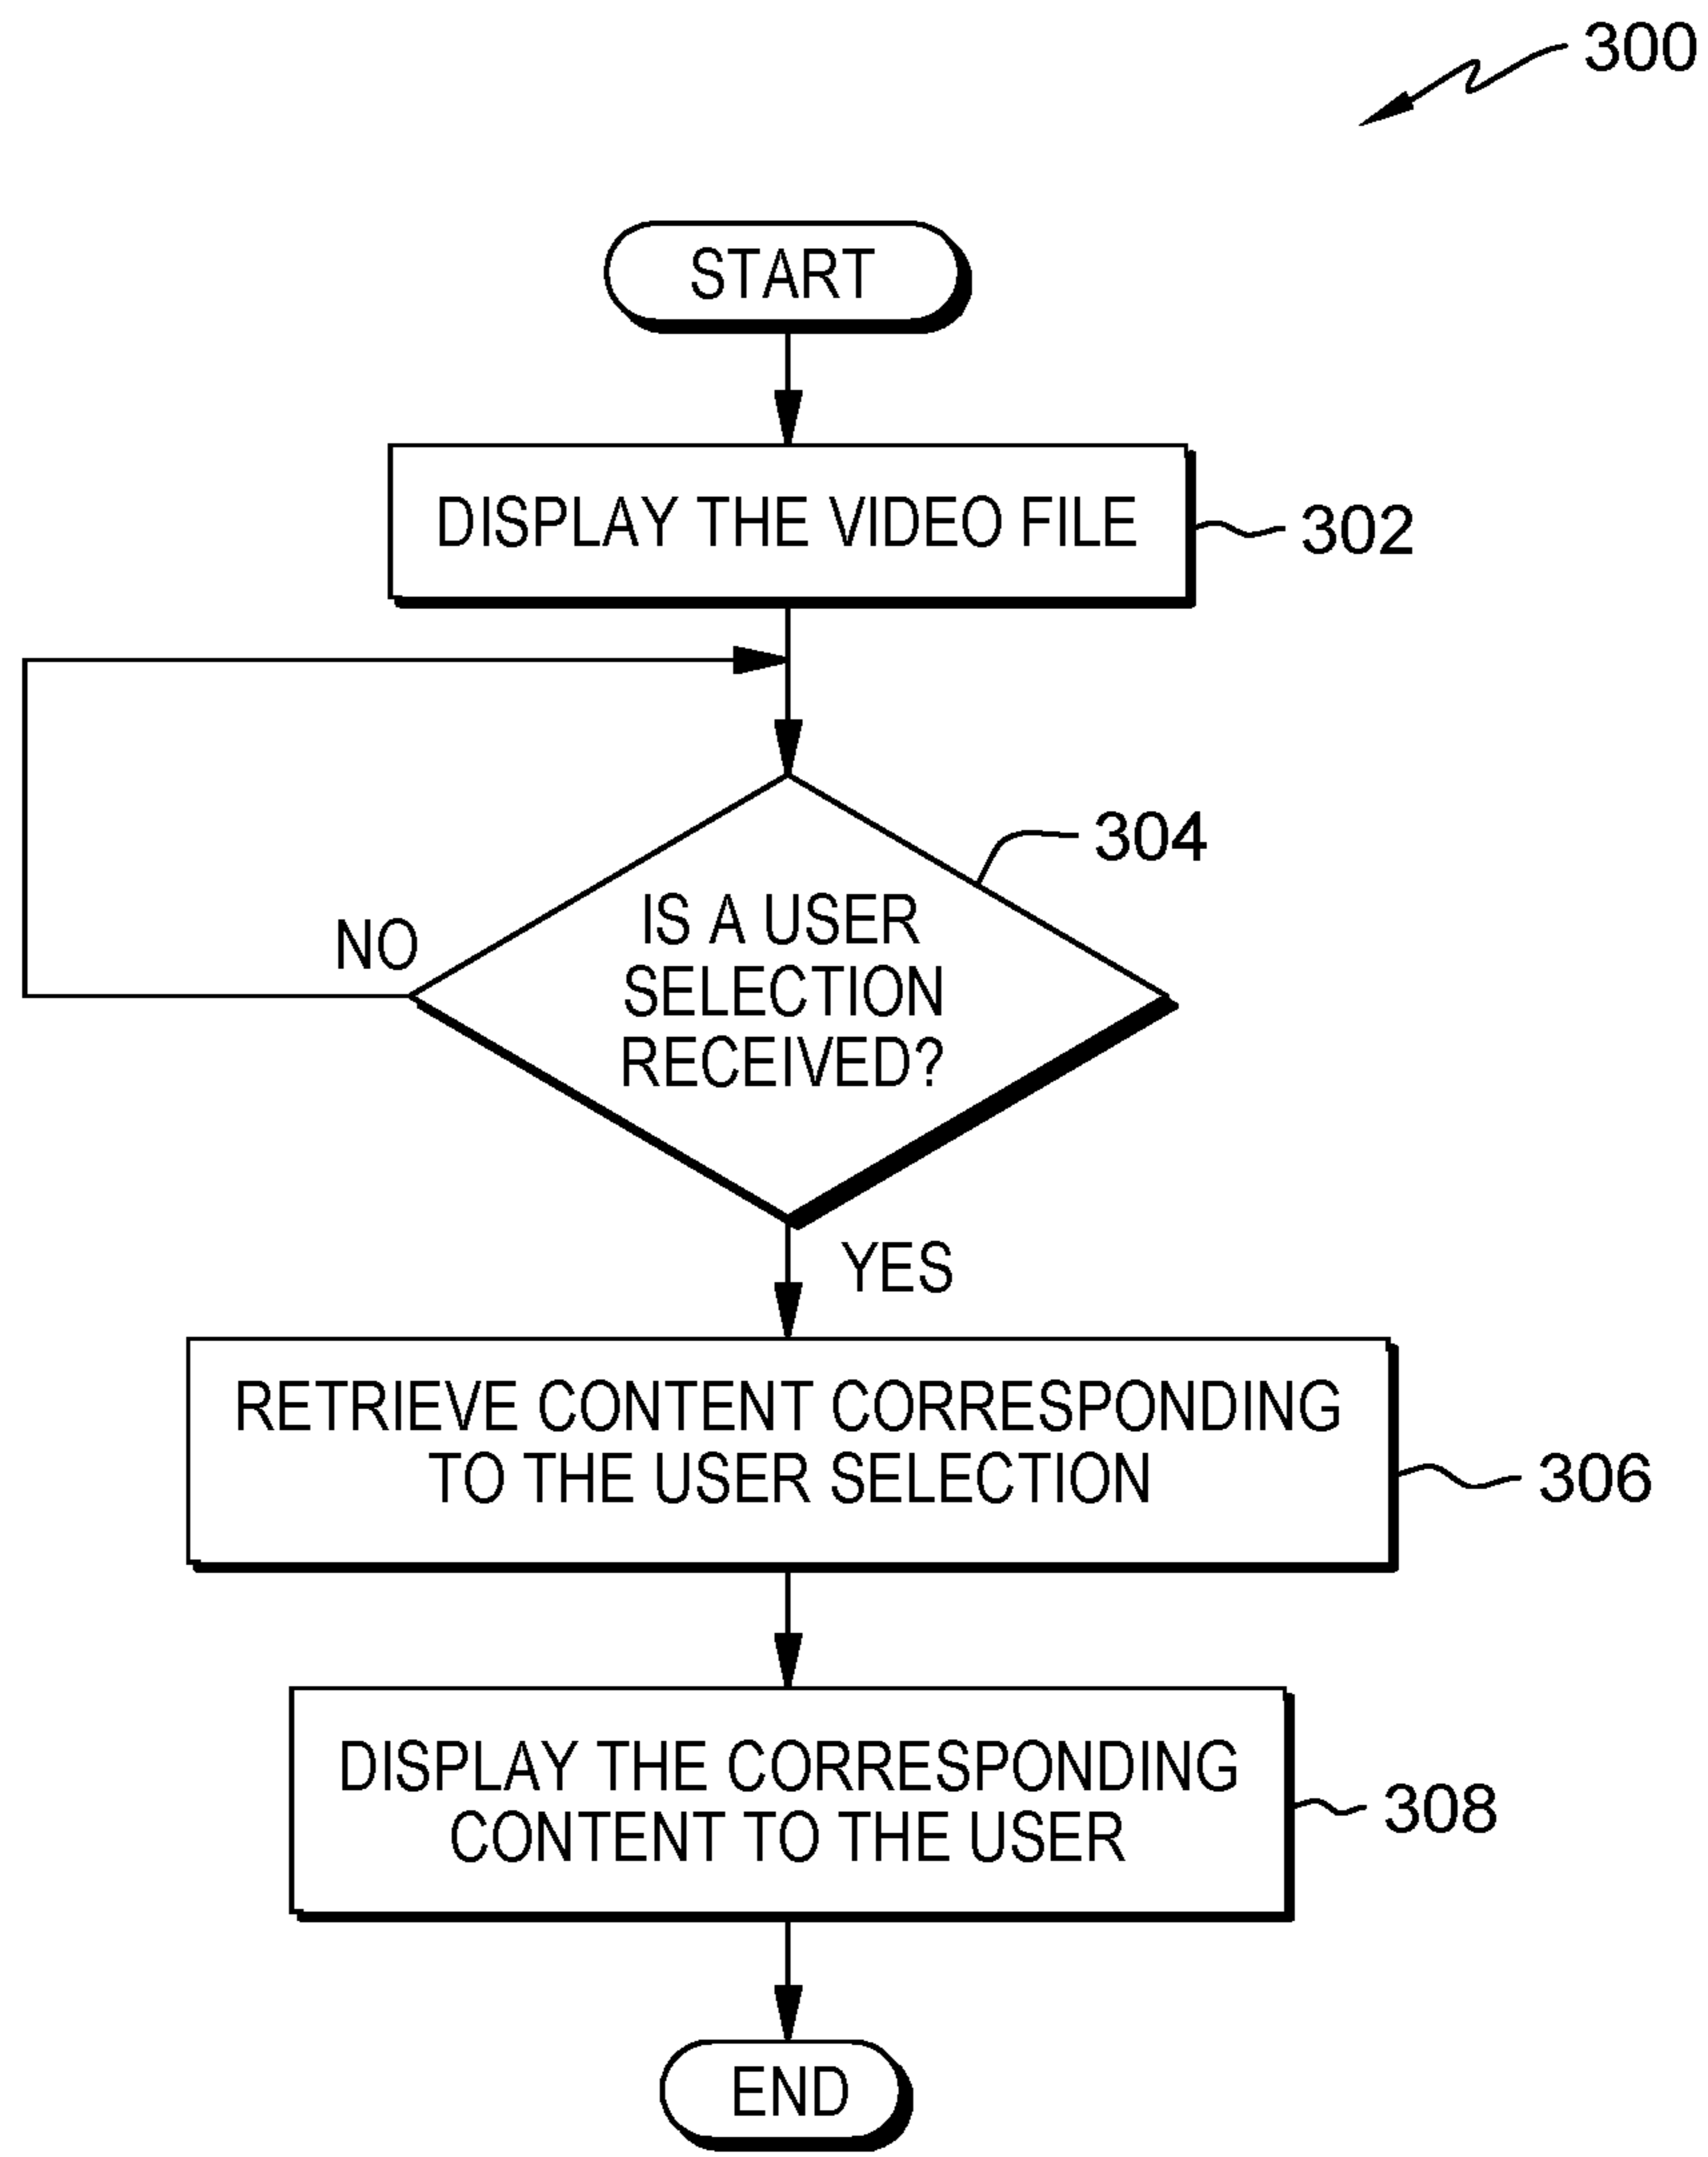 300
START
DISPLAY THE VIDEO FILE
302
304
IS A USER
SELECTION
RECEIVED?
NO
YES
RETRIEVE CONTENT CORRESPONDING
TO THE USER SELECTION
306
DISPLAY THE CORRESPONDING
CONTENT TO THE USER
308
END